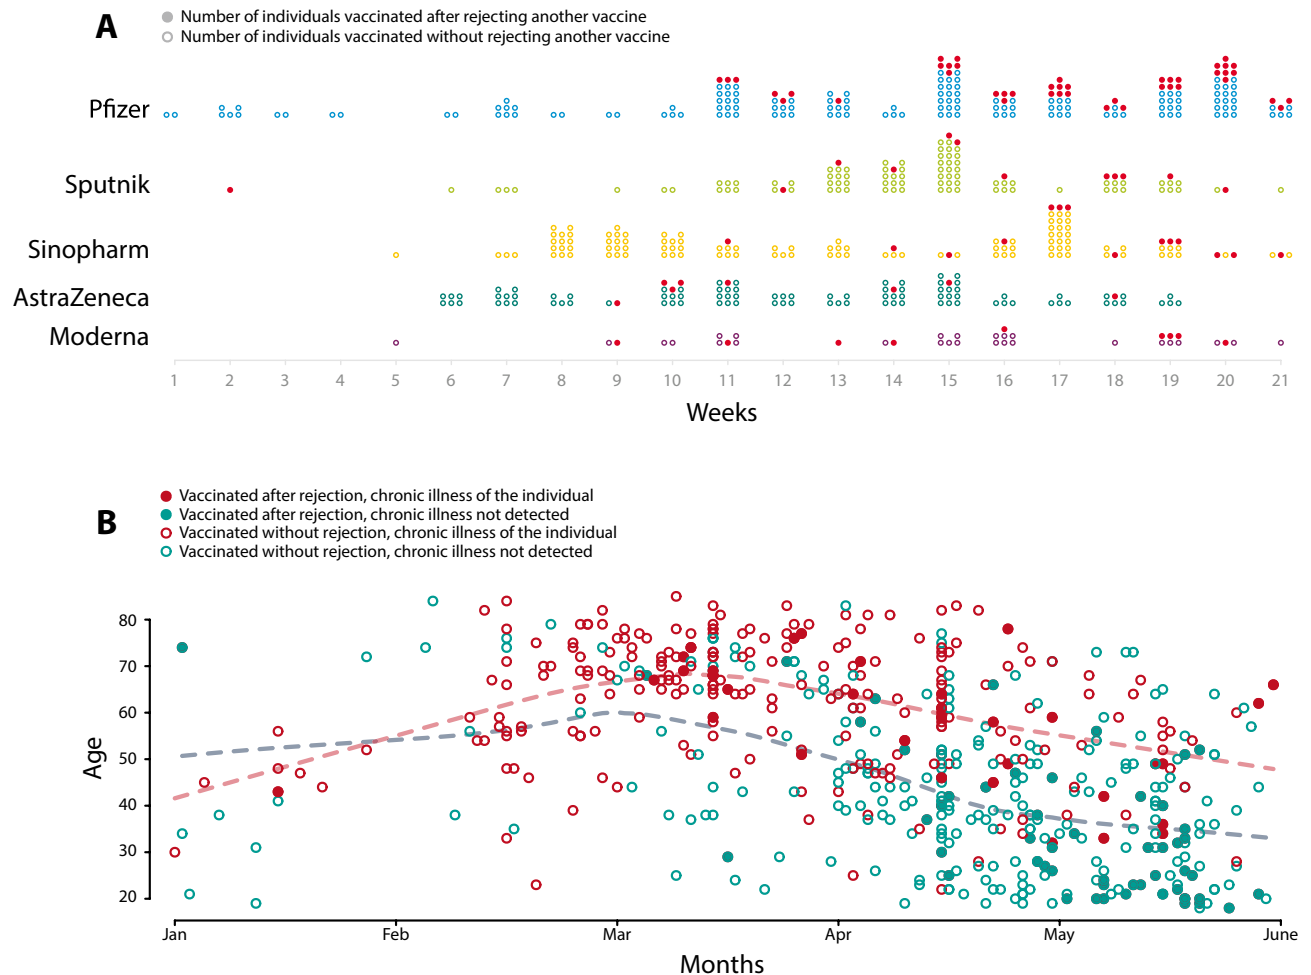 A
Number of individuals vaccinated after rejecting another vaccine
Number of individuals vaccinated without rejecting another vaccine
Pfizer
Sputnik
Sinopharm
AstraZeneca
Moderna
1 2 3 4 5 6 7 8 9 10 11 12 13 14 15 16 17 18 19 20 21
Weeks
B
Vaccinated after rejection, chronic illness of the individual
Vaccinated after rejection, chronic illness not detected
Vaccinated without rejection, chronic illness of the individual
Vaccinated without rejection, chronic illness not detected
Age
80
70
60
50
40
30
20
Jan Feb Mar Apr May June
Months